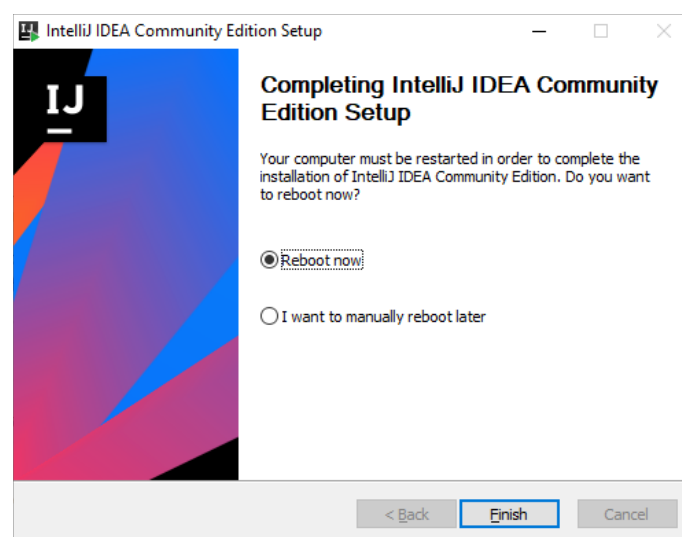 IntelliJ IDEA Community Edition Setup
IJ
Completing IntelliJ IDEA Community
Edition Setup
Your computer must be restarted in order to complete the
installation of IntelliJ IDEA Community Edition. Do you want
to reboot now?
Reboot now
I want to manually reboot later
< Back
Finish
Cancel